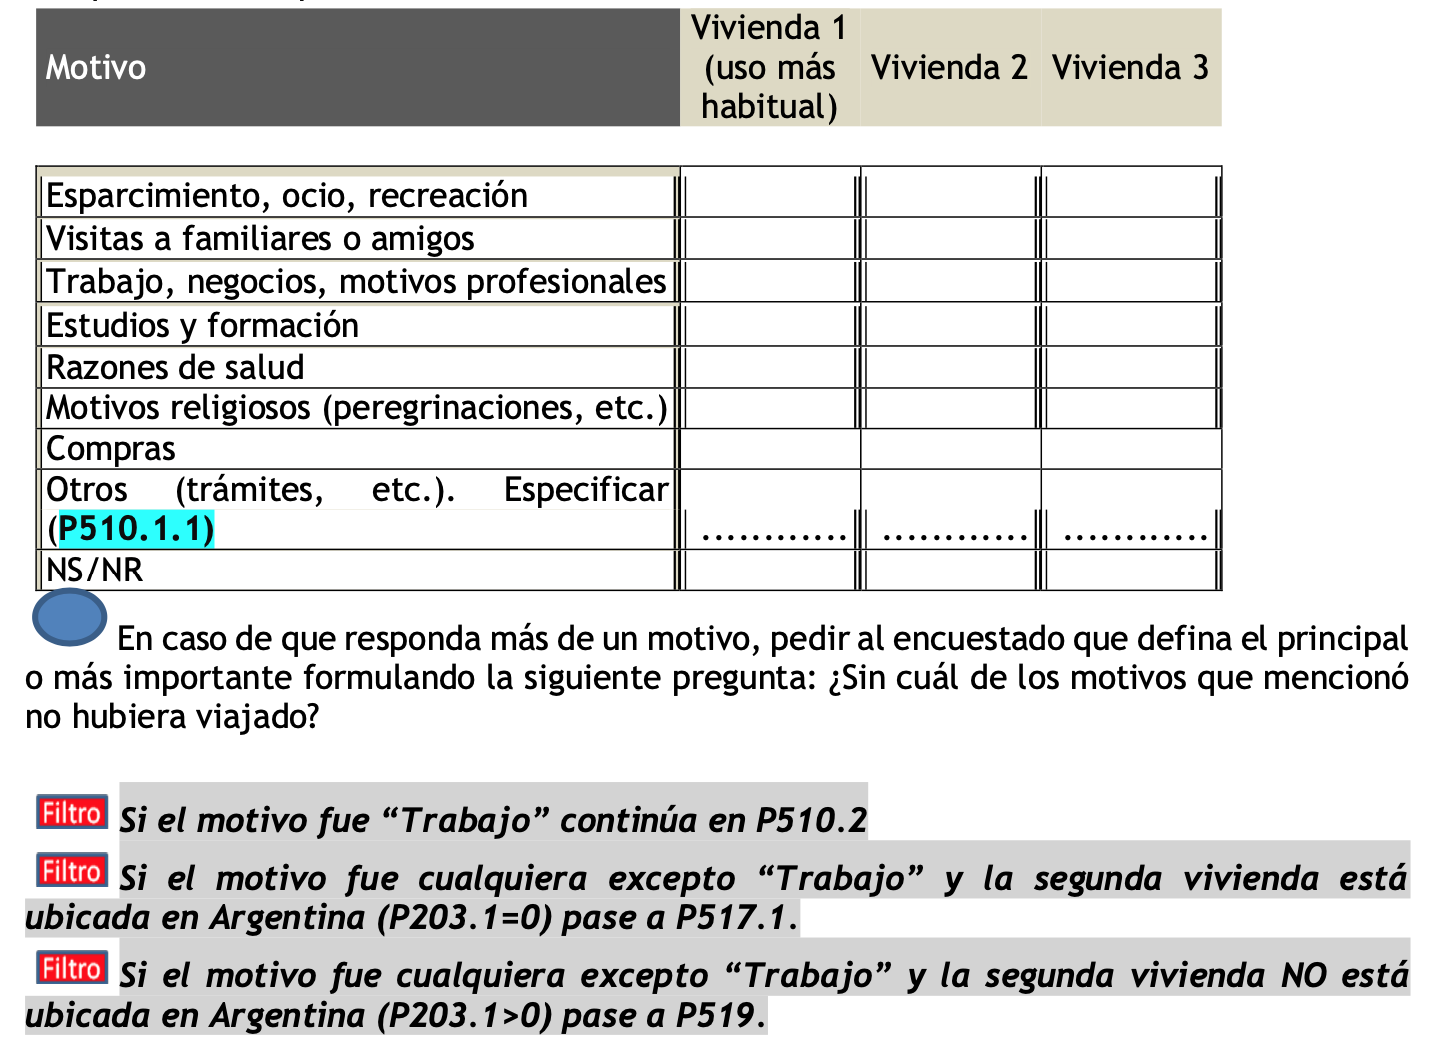 Motivo
Vivienda 1
(uso más
habitual)
Vivienda 2
Vivienda 3
Esparcimiento, ocio, recreación
Visitas a familiares o amigos
Trabajo, negocios, motivos profesionales
Estudios y formación
Razones de salud
Motivos religiosos (peregrinaciones, etc.)
Compras
Otros (trámites, etc.). Especificar
(P510.1.1) ............ ............ ............
NS/NR
En caso de que responda más de un motivo, pedir al encuestado que defina el principal
o más importante formulando la siguiente pregunta: ¿Sin cuál de los motivos que mencionó
no hubiera viajado?
Filtro Si el motivo fue “Trabajo” continúa en P510.2
Filtro Si el motivo fue cualquiera excepto “Trabajo” y la segunda vivienda está
ubicada en Argentina (P203.1=0) pase a P517.1.
Filtro Si el motivo fue cualquiera excepto “Trabajo” y la segunda vivienda NO está
ubicada en Argentina (P203.1>0) pase a P519.